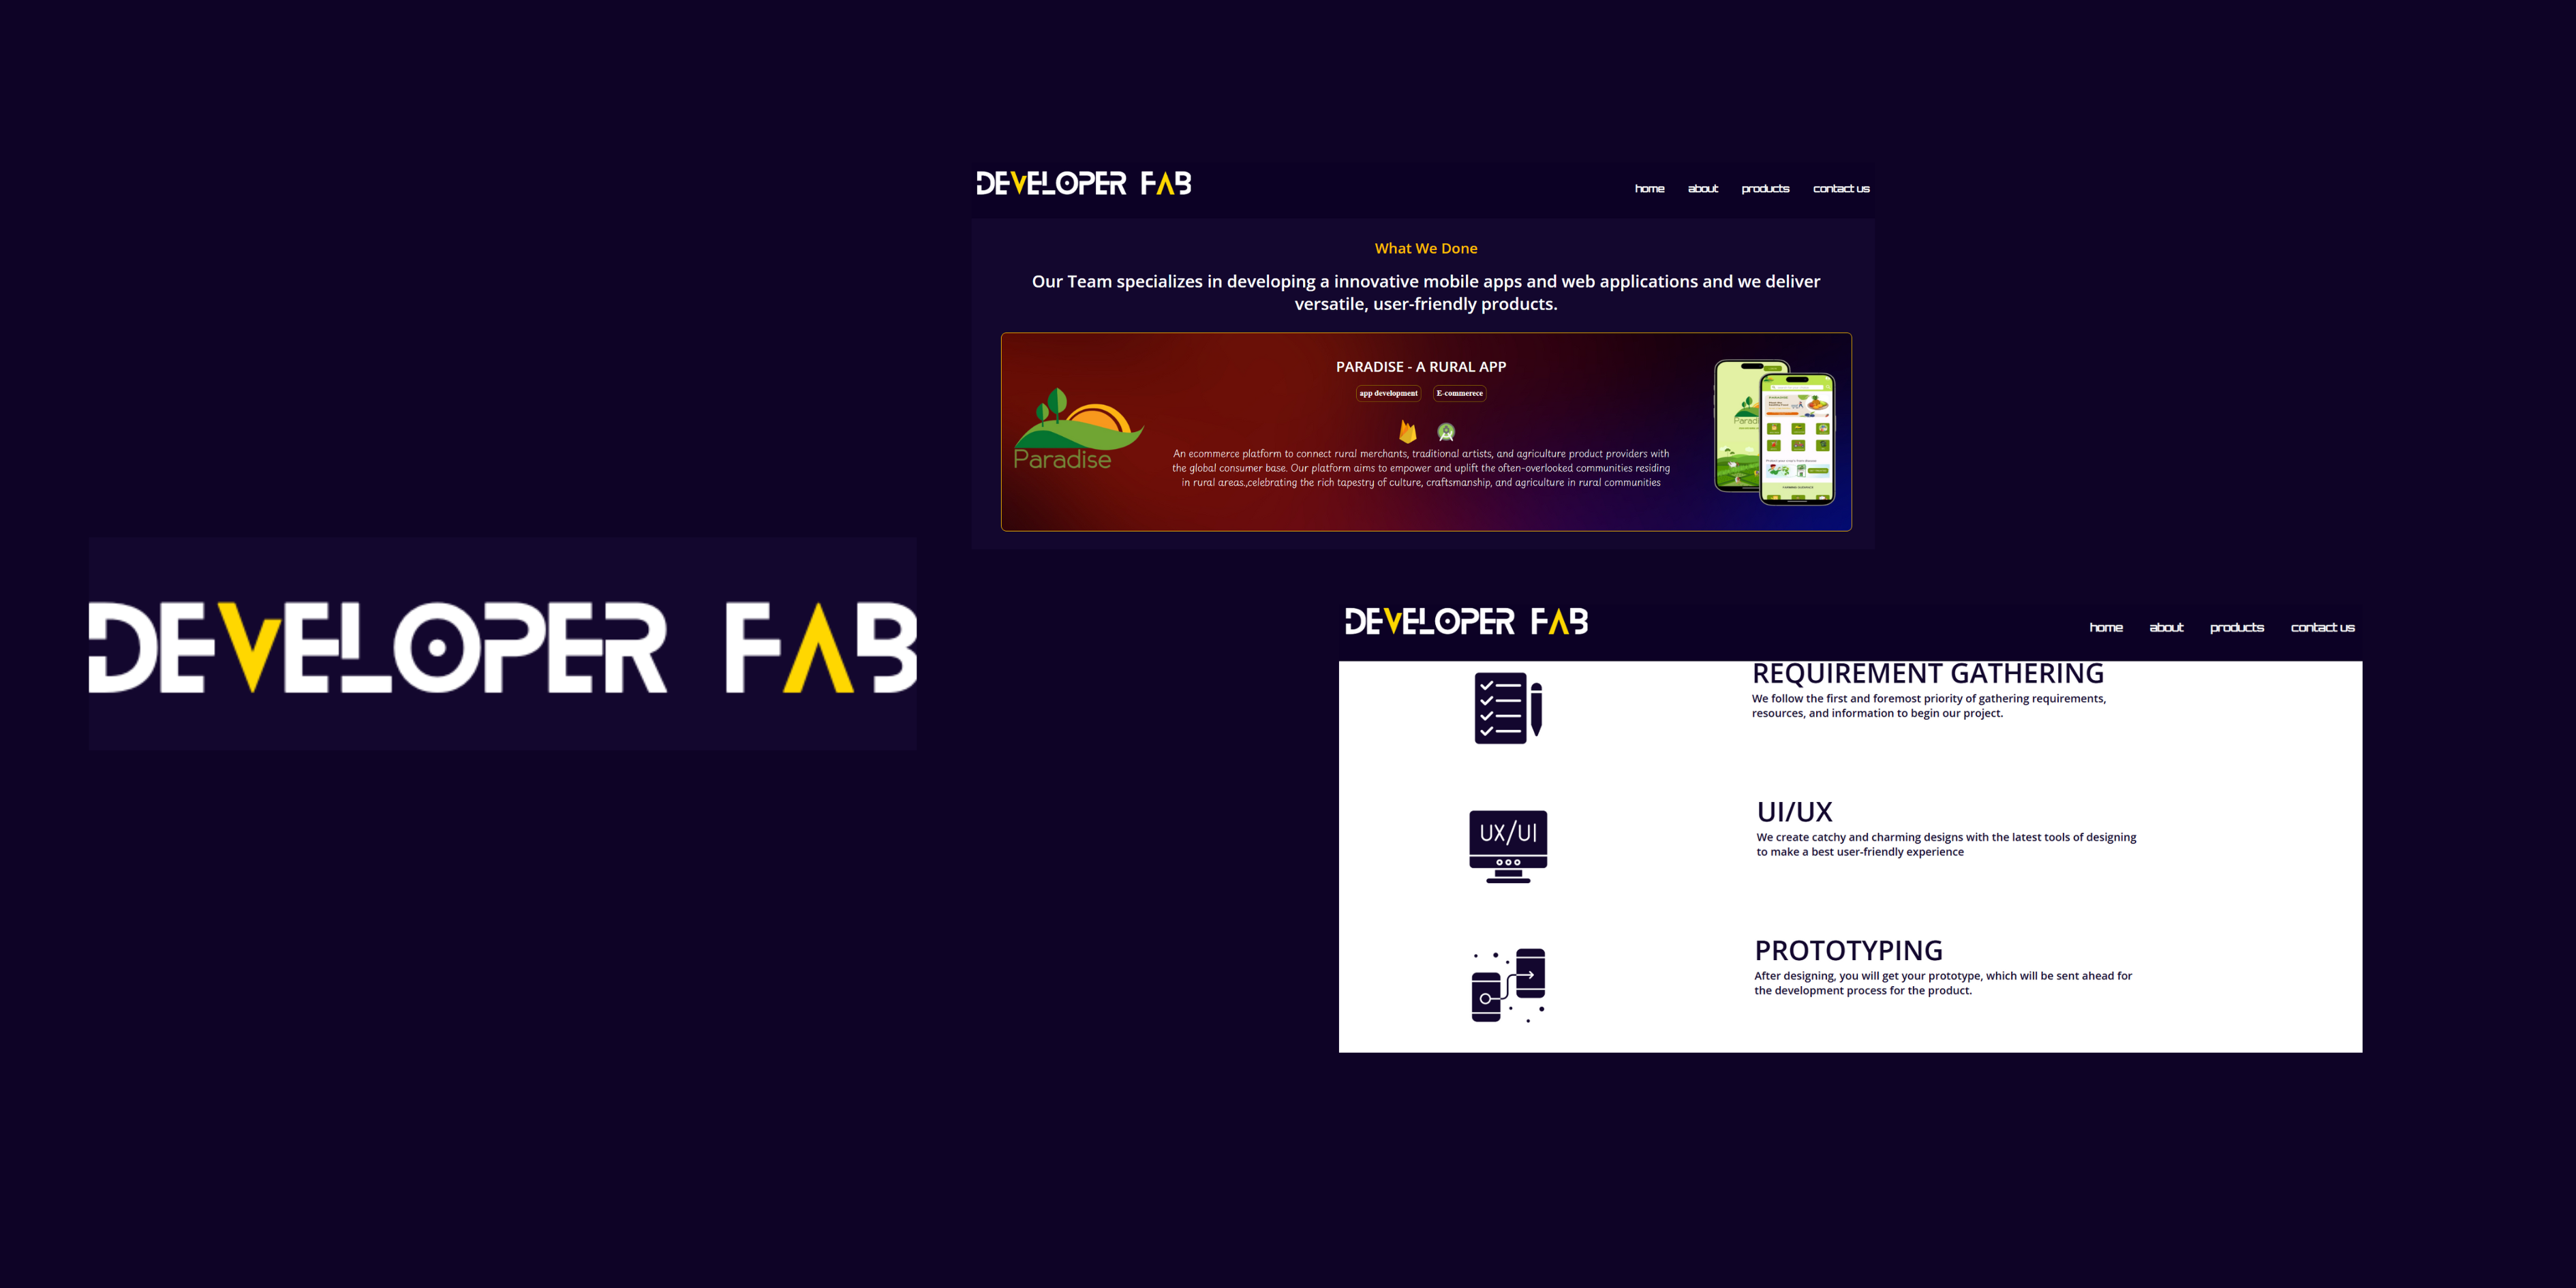 DEVELOPER FAB
DEVELOPER FAB
home about products contact us
What We Done
Our Team specializes in developing a innovative mobile apps and web applications and we deliver
versatile, user-friendly products.
PARADISE - A RURAL APP
app development E-commerece
Paradise
An ecommerce platform to connect rural merchants, traditional artists, and agriculture product providers with
the global consumer base. Our platform aims to empower and uplift the often-overlooked communities residing
in rural areas.,celebrating the rich tapestry of culture, craftsmanship, and agriculture in rural communities
DEVELOPER FAB
home about products contact us
REQUIREMENT GATHERING
We follow the first and foremost priority of gathering requirements,
resources, and information to begin our project.
UX/UI
UI/UX
We create catchy and charming designs with the latest tools of designing
to make a best user-friendly experience
PROTOTYPING
After designing, you will get your prototype, which will be sent ahead for
the development process for the product.